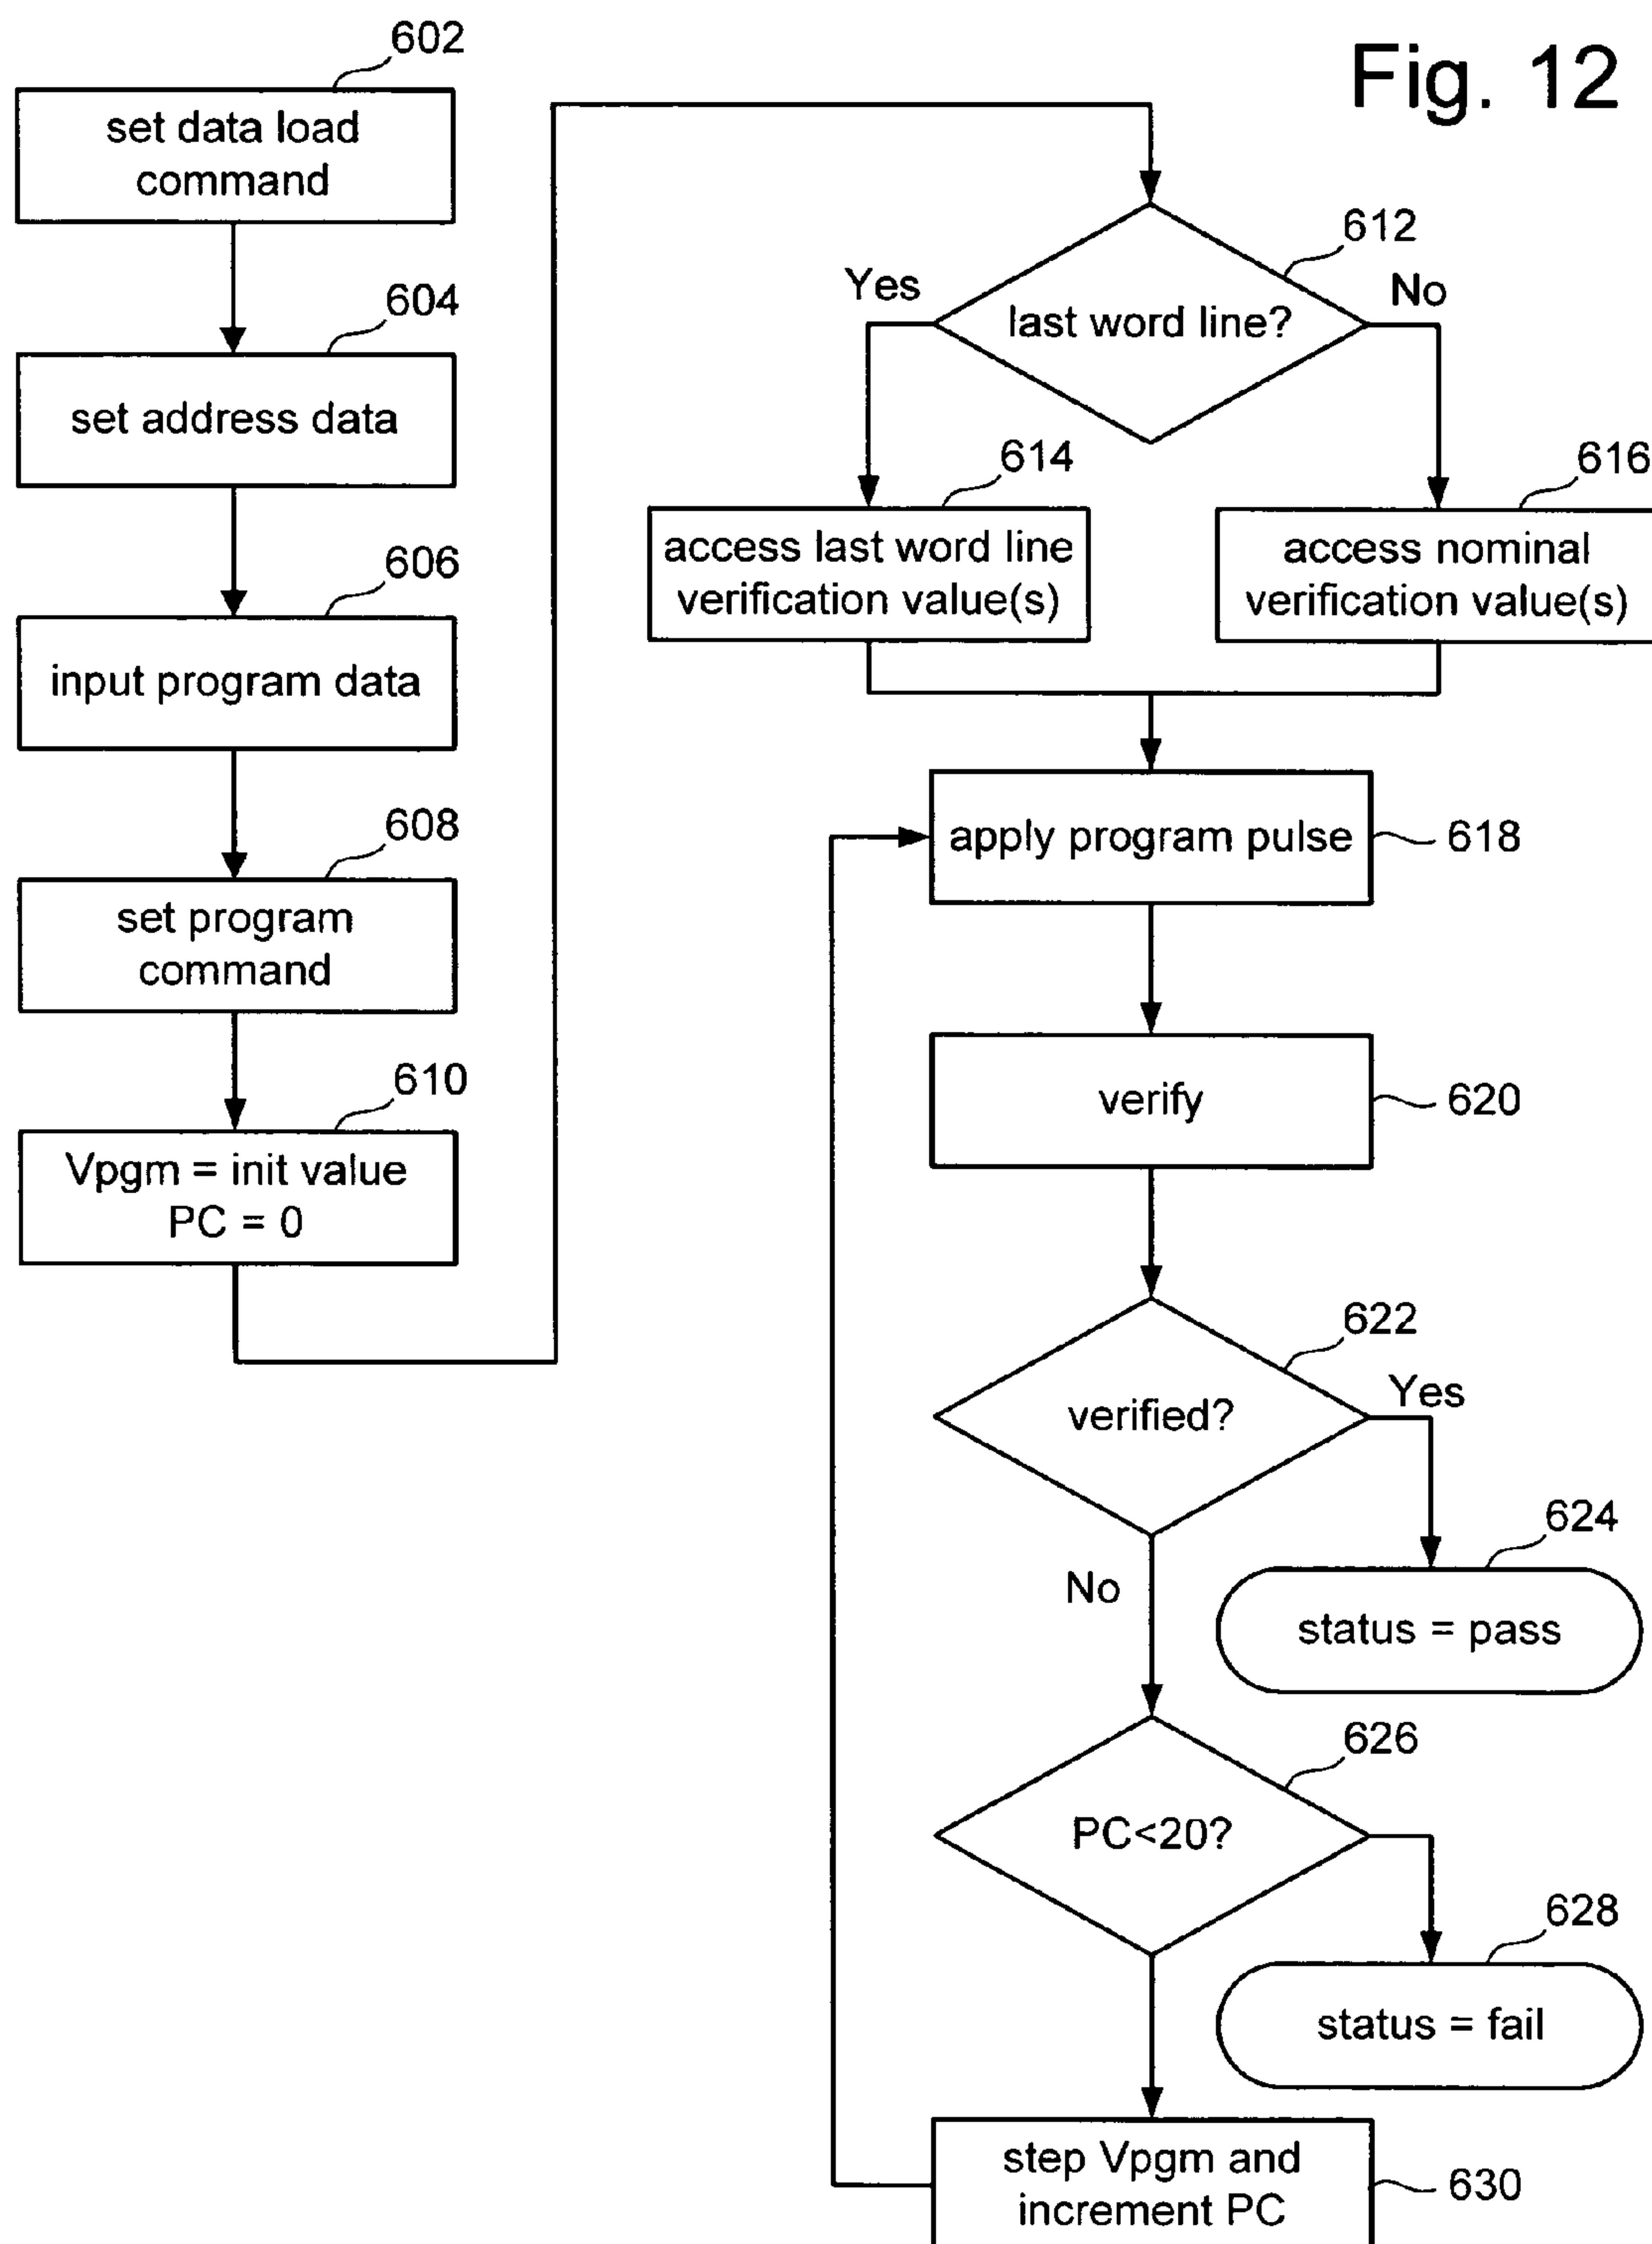 Fig. 12
602
set data load
command
604
set address data
606
input program data
608
set program
command
610
Vpgm = init value
PC = 0
612
last word line?
Yes
No
614
access last word line
verification value(s)
616
access nominal
verification value(s)
apply program pulse
618
verify
620
622
verified?
Yes
No
624
status = pass
626
PC<20?
628
status = fail
step Vpgm and
increment PC
630